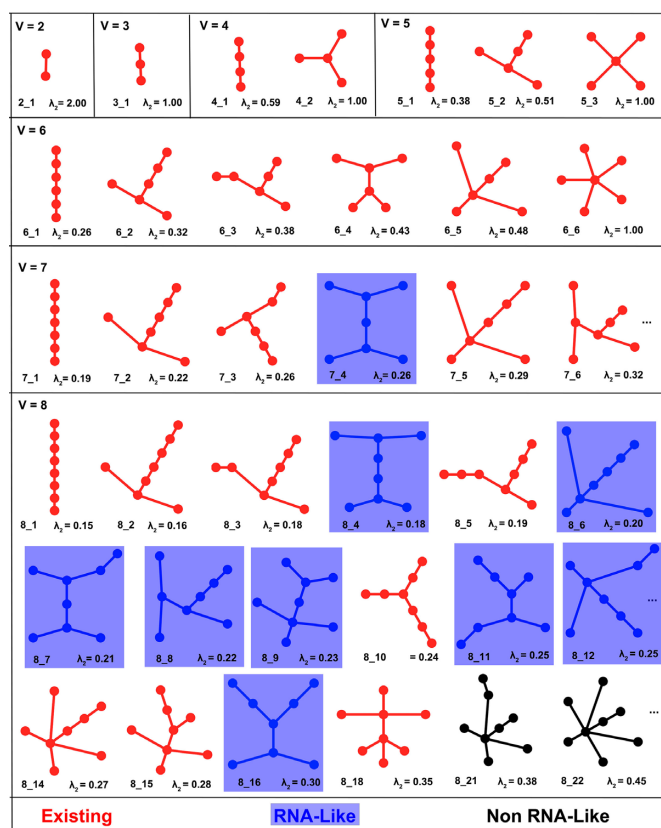 V = 2 V = 3 V = 4 V = 5
2_1 λ2 = 2.00 3_1 λ2 = 1.00 4_1 λ2 = 0.59 4_2 λ2 = 1.00 5_1 λ2 = 0.38 5_2 λ2 = 0.51 5_3 λ2 = 1.00
V = 6
6_1 λ2 = 0.26 6_2 λ2 = 0.32 6_3 λ2 = 0.38 6_4 λ2 = 0.43 6_5 λ2 = 0.48 6_6 λ2 = 1.00
V = 7
...
7_1 λ2 = 0.19 7_2 λ2 = 0.22 7_3 λ2 = 0.26 7_4 λ2 = 0.26 7_5 λ2 = 0.29 7_6 λ2 = 0.32
V = 8
8_1 λ2 = 0.15 8_2 λ2 = 0.16 8_3 λ2 = 0.18 8_4 λ2 = 0.18 8_5 λ2 = 0.19 8_6 λ2 = 0.20
...
8_7 λ2 = 0.21 8_8 λ2 = 0.22 8_9 λ2 = 0.23 8_10 = 0.24 8_11 λ2 = 0.25 8_12 λ2 = 0.25
...
8_14 λ2 = 0.27 8_15 λ2 = 0.28 8_16 λ2 = 0.30 8_18 λ2 = 0.35 8_21 λ2 = 0.38 8_22 λ2 = 0.45
Existing RNA-Like Non RNA-Like